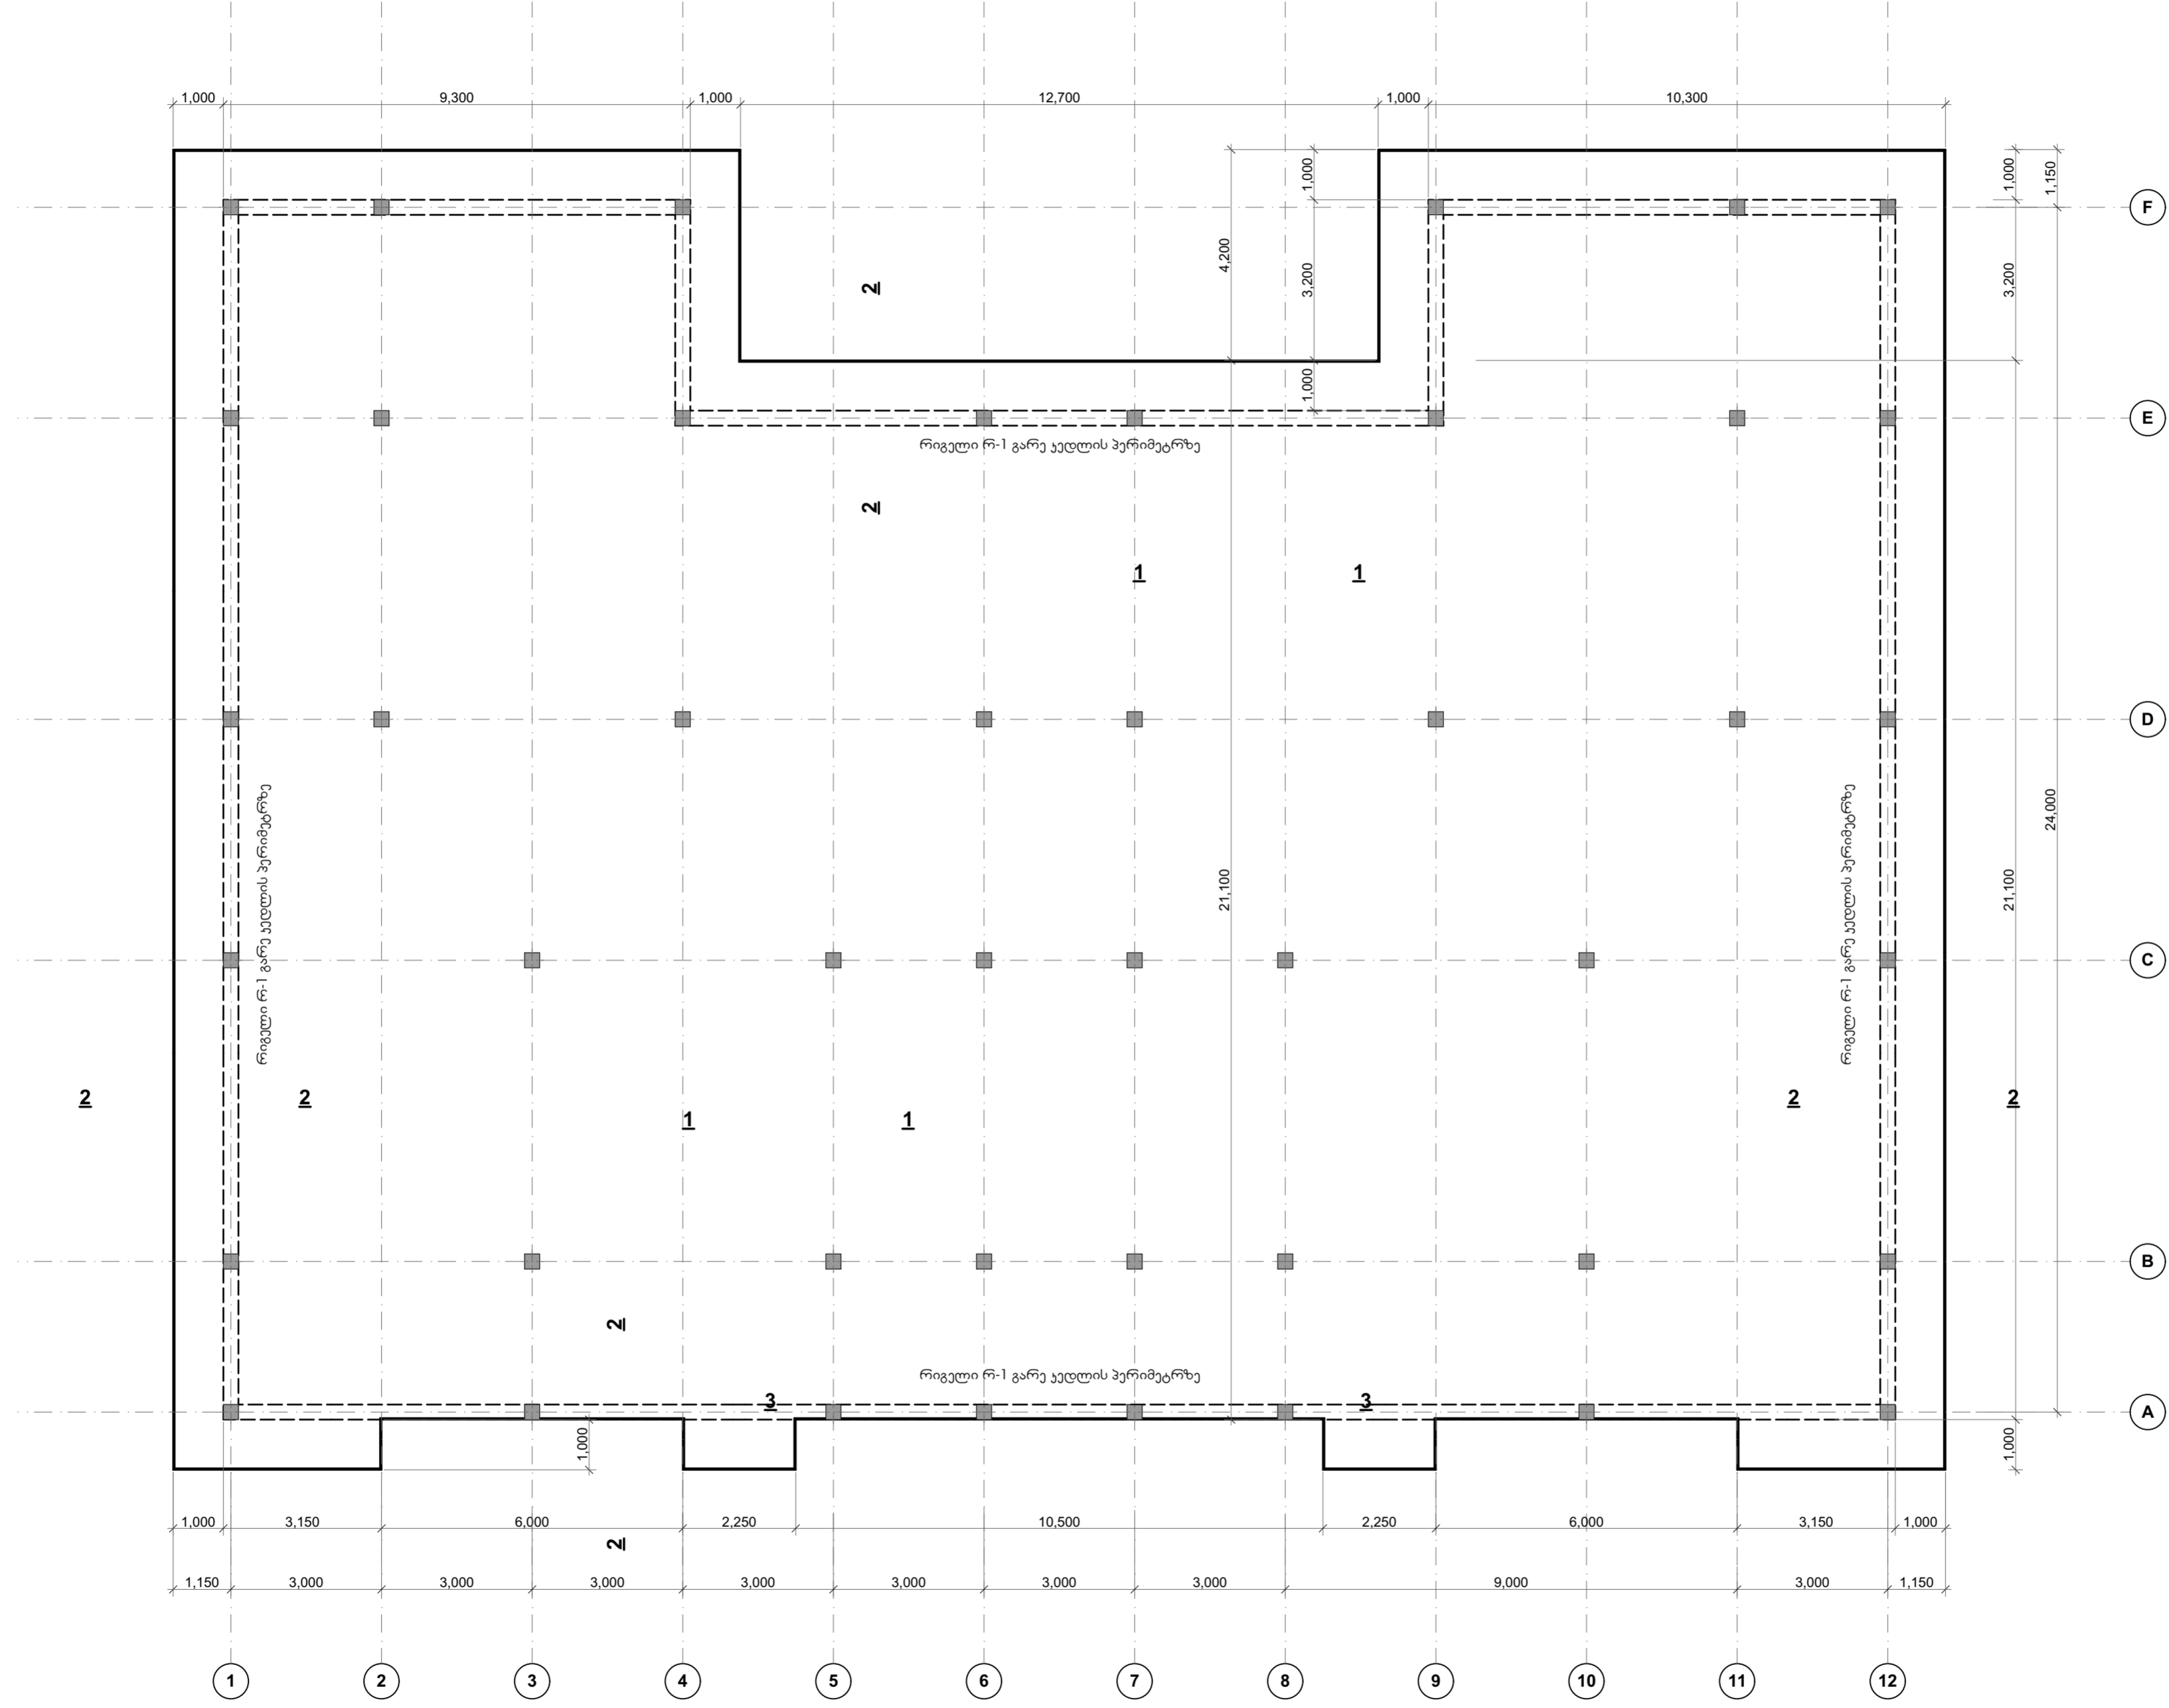 1,000 9,300 1,000 12,700 1,000 10,300
1,000 1,000 1,150
F
4,200 3,200 3,200
2
1,000
E
რიგელი რ-1 გარე კედლის პერიმეტრზე
2
1 1
D
24,000
რიგელი რ-1 გარე კედლის პერიმეტრზე
რიგელი რ-1 გარე კედლის პერიმეტრზე
21,100 21,100
C
2 2 2 2
1 1
B
2
რიგელი რ-1 გარე კედლის პერიმეტრზე
3 3
A
1,000 1,000
1,000 3,150 6,000 2,250 10,500 2,250 6,000 3,150 1,000
2
1,150 3,000 3,000 3,000 3,000 3,000 3,000 3,000 9,000 3,000 1,150
1 2 3 4 5 6 7 8 9 10 11 12